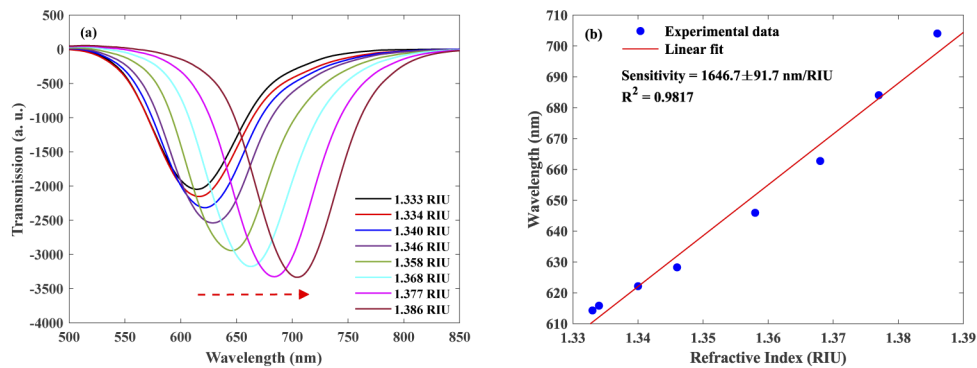 (a)
500
0
-500
-1000
-1500
-2000
-2500
-3000
-3500
-4000
Transmission (a. u.)
1.333 RIU
1.334 RIU
1.340 RIU
1.346 RIU
1.358 RIU
1.368 RIU
1.377 RIU
1.386 RIU
500 550 600 650 700 750 800 850
Wavelength (nm)
(b)
Experimental data
Linear fit
Sensitivity = 1646.7±91.7 nm/RIU
R² = 0.9817
700
690
680
670
660
650
640
630
620
610
Wavelength (nm)
1.33 1.34 1.35 1.36 1.37 1.38 1.39
Refractive Index (RIU)